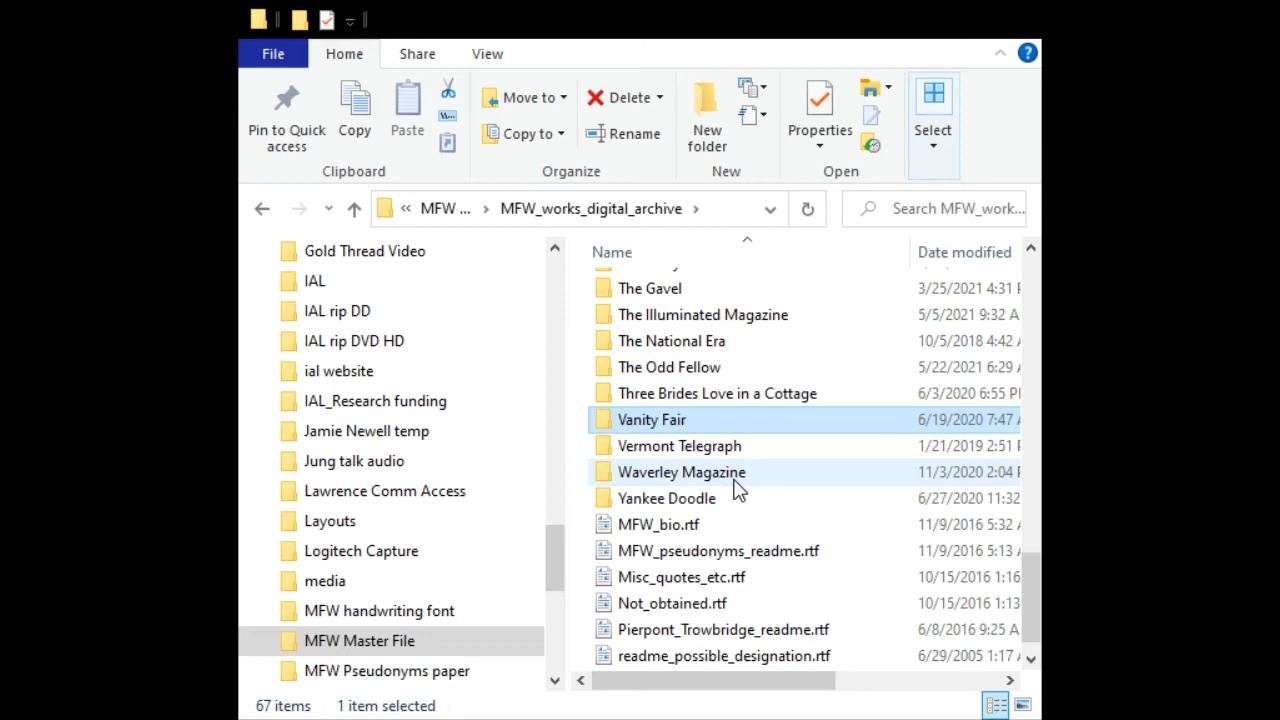 File Home Share View
Pin to Quick access
Copy
Paste
Move to
Copy to
Delete
Rename
New folder
Properties
Select
Clipboard Organize New Open
« MFW ... › MFW_works_digital_archive ›
Search MFW_work...
Gold Thread Video
IAL
IAL rip DD
IAL rip DVD HD
ial website
IAL_Research funding
Jamie Newell temp
Jung talk audio
Lawrence Comm Access
Layouts
Logitech Capture
media
MFW handwriting font
MFW Master File
MFW Pseudonyms paper
Name Date modified
The Gavel 3/25/2021 4:31
The Illuminated Magazine 5/5/2021 9:32 A
The National Era 10/5/2018 4:42
The Odd Fellow 5/22/2021 6:29
Three Brides Love in a Cottage 6/3/2020 6:55 P
Vanity Fair 6/19/2020 7:47
Vermont Telegraph 1/21/2019 2:51
Waverley Magazine 11/3/2020 2:04
Yankee Doodle 6/27/2020 11:32
MFW_bio.rtf 11/9/2016 5:32
MFW_pseudonyms_readme.rtf 11/9/2016 5:13
Misc_quotes_etc.rtf 10/15/2016 1:16
Not_obtained.rtf 10/15/2016 1:13
Pierpont_Trowbridge_readme.rtf 6/8/2016 9:25 A
readme_possible_designation.rtf 6/29/2005 1:17
67 items 1 item selected